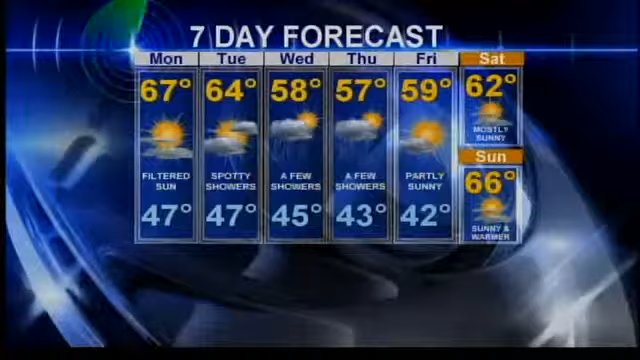 7 DAY FORECAST
Mon
67°
FILTERED
SUN
47°
Tue
64°
SPOTTY
SHOWERS
47°
Wed
58°
A FEW
SHOWERS
45°
Thu
57°
A FEW
SHOWERS
43°
Fri
59°
PARTLY
SUNNY
42°
Sat
62°
MOSTLY
SUNNY
Sun
66°
SUNNY &
WARMER